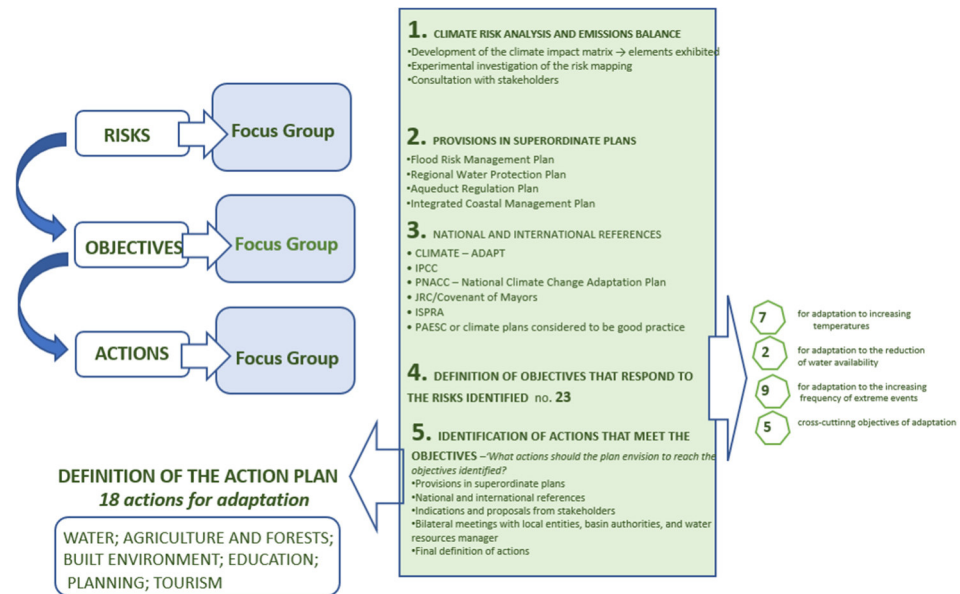 RISKS
Focus Group
OBJECTIVES
Focus Group
ACTIONS
Focus Group
1. CLIMATE RISK ANALYSIS AND EMISSIONS BALANCE
•Development of the climate impact matrix → elements exhibited
•Experimental investigation of the risk mapping
•Consultation with stakeholders
2. PROVISIONS IN SUPERORDINATE PLANS
•Flood Risk Management Plan
•Regional Water Protection Plan
•Aqueduct Regulation Plan
•Integrated Coastal Management Plan
3. NATIONAL AND INTERNATIONAL REFERENCES
• CLIMATE – ADAPT
• IPCC
• PNACC – National Climate Change Adaptation Plan
• JRC/Covenant of Mayors
• ISPRA
• PAESC or climate plans considered to be good practice
4. DEFINITION OF OBJECTIVES THAT RESPOND TO
THE RISKS IDENTIFIED no. 23
5. IDENTIFICATION OF ACTIONS THAT MEET THE
OBJECTIVES –'What actions should the plan envision to reach the
objectives identified?
•Provisions in superordinate plans
•National and international references
•Indications and proposals from stakeholders
•Bilateral meetings with local entities, basin authorities, and water
resources manager
•Final definition of actions
7
for adaptation to increasing
temperatures
2
for adaptation to the reduction
of water availability
9
for adaptation to the increasing
frequency of extreme events
5
cross-cuttinng objectives of adaptation
DEFINITION OF THE ACTION PLAN
18 actions for adaptation
WATER; AGRICULTURE AND FORESTS;
BUILT ENVIRONMENT; EDUCATION;
PLANNING; TOURISM